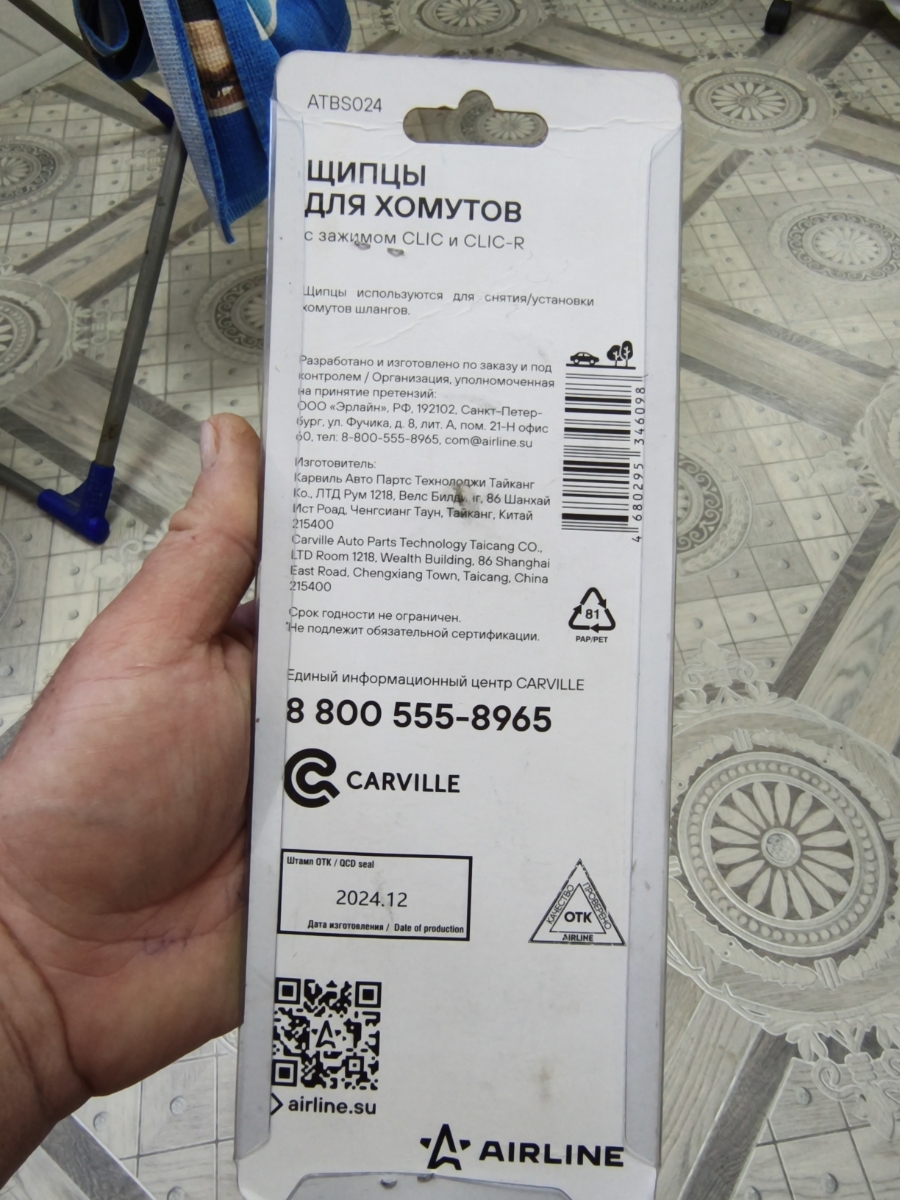 ATBS024
ЩИПЦЫ
ДЛЯ ХОМУТОВ
с зажимом CLIC и CLIC-R
Щипцы используются для снятия/установки
хомутов шлангов.
Разработано и изготовлено по заказу и под
контролем / Организация, уполномоченная
на принятие претензий:
ООО «Эрлайн», РФ, 192102, Санкт-Петер-
бург, ул. Фучика, д. 8, лит. А, пом. 21-Н офис
60, тел: 8-800-555-8965, com@airline.su
4 680295 346098
Изготовитель:
Карвиль Авто Партс Технолоджи Тайканг
Ко., ЛТД Рум 1218, Велс Билдинг, 86 Шанхай
Ист Роад, Ченгсианг Таун, Тайканг, Китай
215400
Carville Auto Parts Technology Taicang CO.,
LTD Room 1218, Wealth Building, 86 Shanghai
East Road, Chengxiang Town, Taicang, China
215400
81
PAP/PET
Срок годности не ограничен.
Не подлежит обязательной сертификации.
Единый информационный центр CARVILLE
8 800 555-8965
CARVILLE
Штамп ОТК / QCD seal
2024.12
Дата изготовления / Date of production
КАЧЕСТВО
ПРОВЕРЕНО
ОТК
AIRLINE
airline.su
AIRLINE